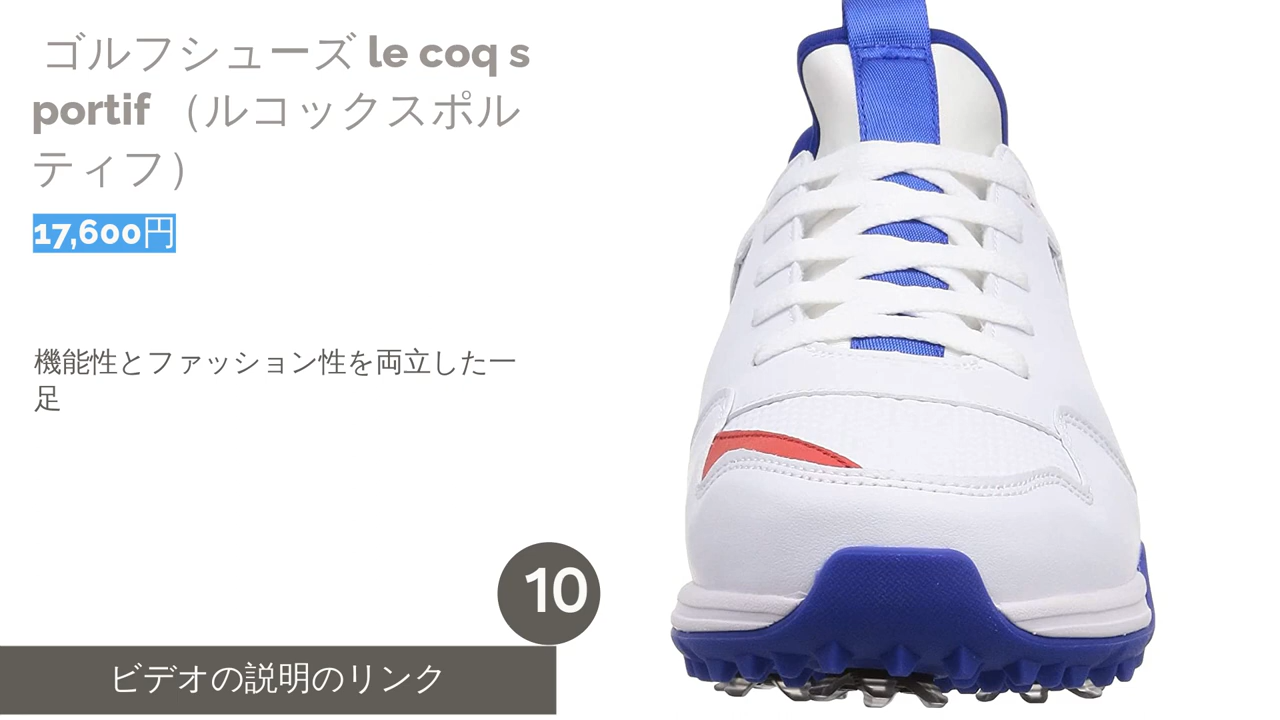 ゴルフシューズ le coq s
portif （ルコックスポル
ティフ）
17,600円
機能性とファッション性を両立した一
足
10
ビデオの説明のリンク